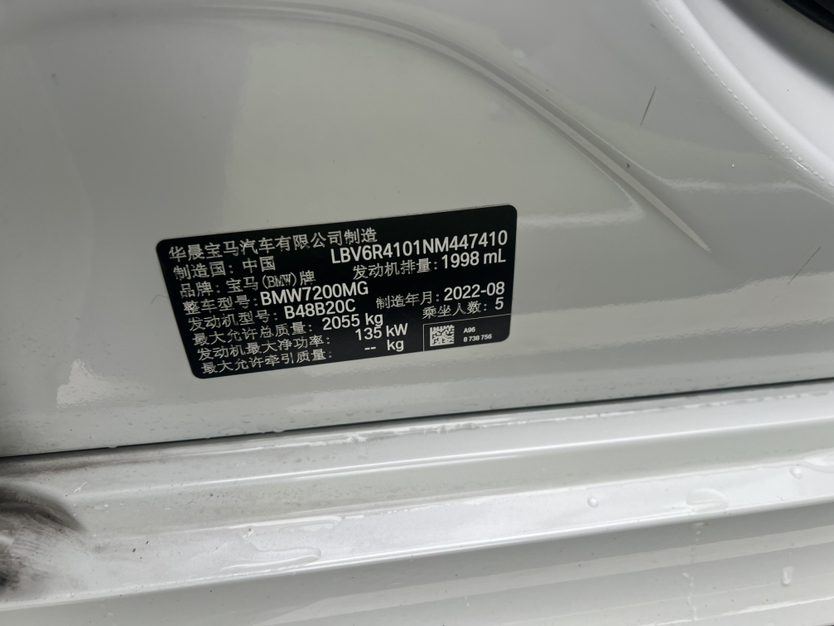 华晨宝马汽车有限公司制造
制造国：中国 LBV6R4101NM447410
品牌：宝马(BMW)牌 发动机排量：1998 mL
整车型号：BMW7200MG
发动机型号：B48B20C 制造年月：2022-08
最大允许总质量：2055 kg 乘坐人数：5
发动机最大净功率：135 kW
最大允许牵引质量：-- kg
A96
8 738 756